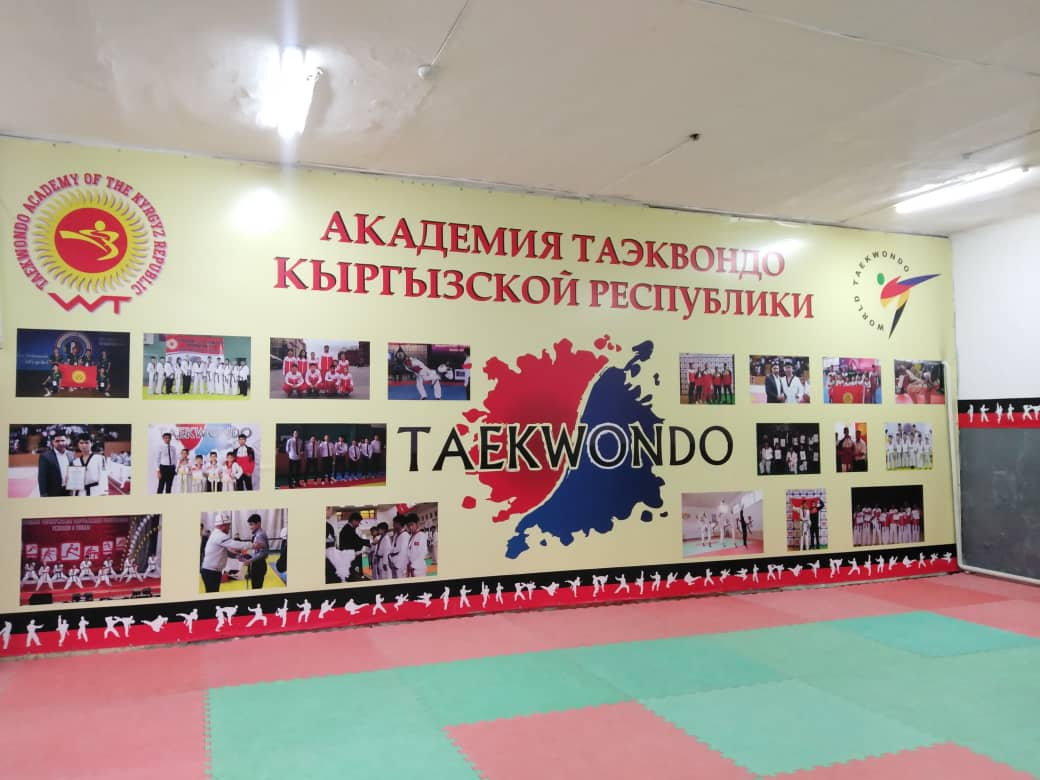 TAEKWONDO ACADEMY OF THE KYRGYZ REPUBLIC
WT
АКАДЕМИЯ ТАЭКВОНДО
КЫРГЫЗСКОЙ РЕСПУБЛИКИ
WORLD TAEKWONDO
TAEKWONDO
TAEKWONDO